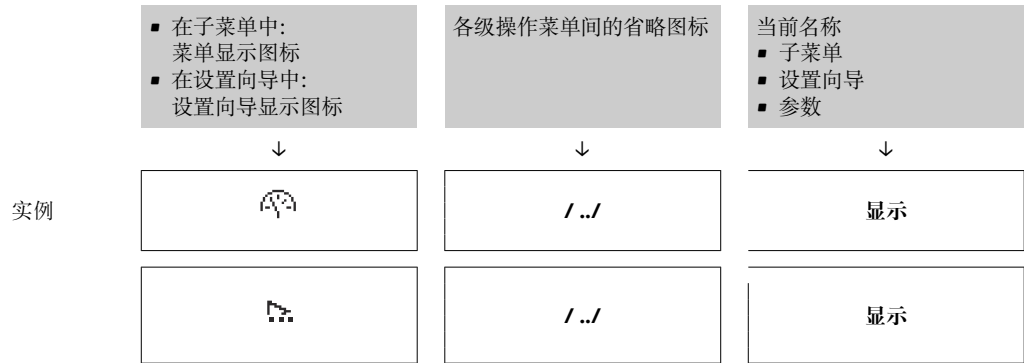 ▪ 在子菜单中:
菜单显示图标
▪ 在设置向导中:
设置向导显示图标
各级操作菜单间的省略图标
当前名称
▪ 子菜单
▪ 设置向导
▪ 参数
↓ ↓ ↓
实例 / ../ 显示
/ ../ 显示